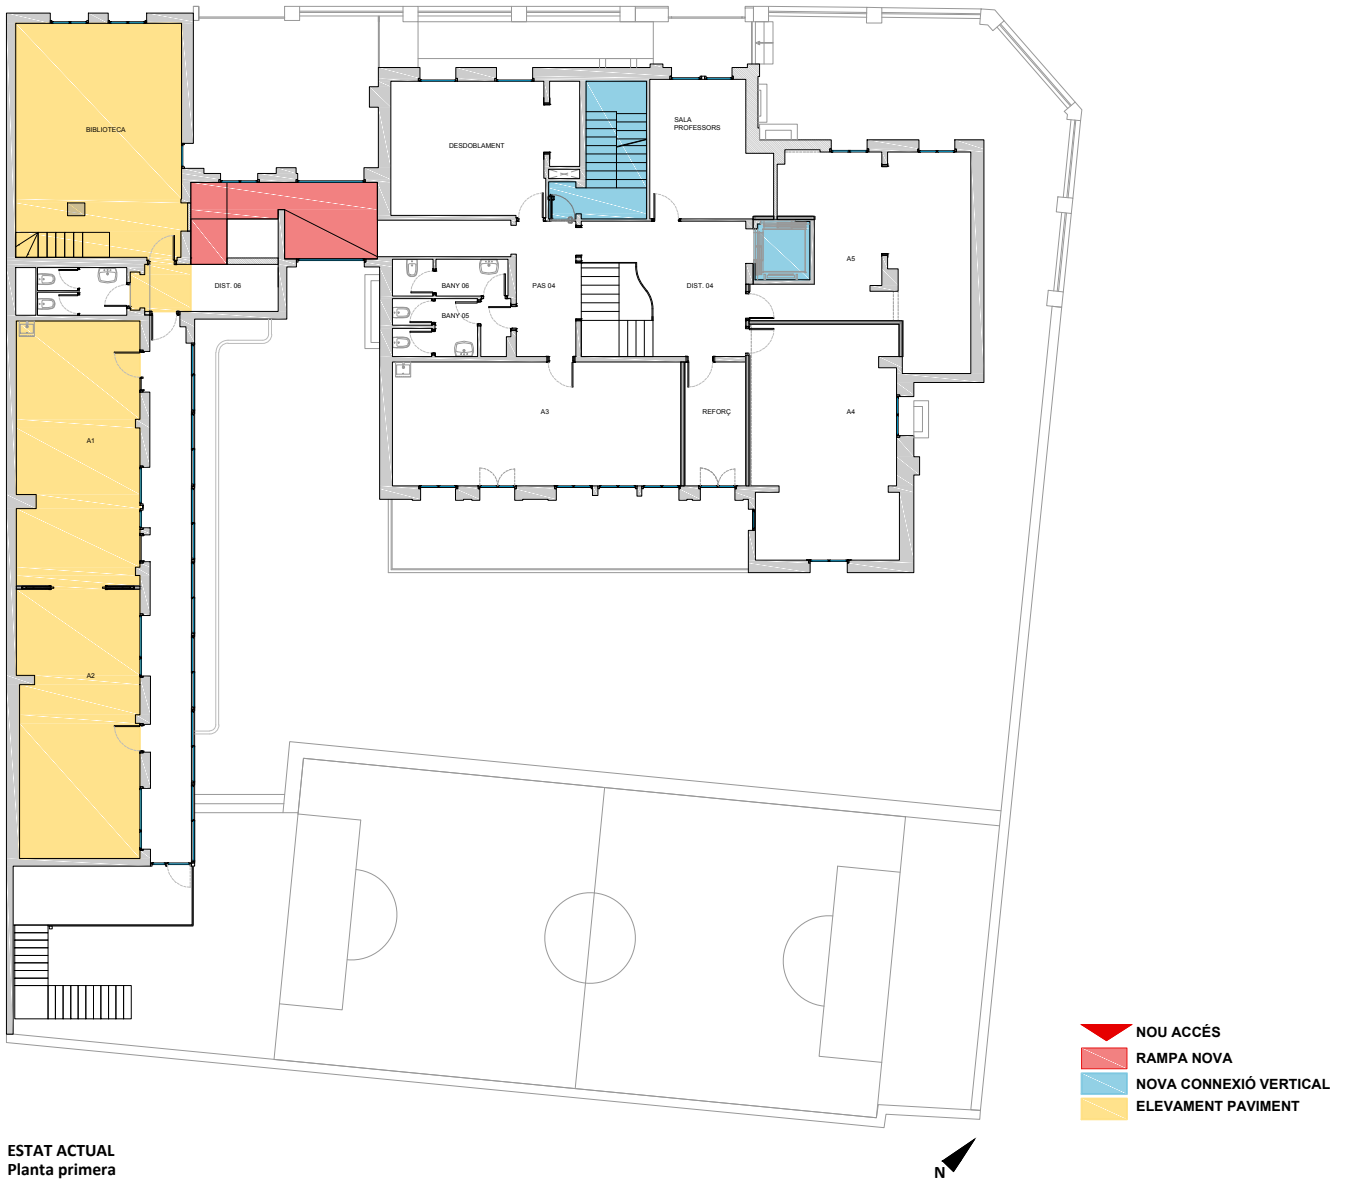 BIBLIOTECA
DESDOBLAMENT
SALA
PROFESSORS
DIST. 06
BANY 06
BANY 05
PAS 04
DIST. 04
A5
A3
REFORÇ
A4
A1
A2
NOU ACCÉS
RAMPA NOVA
NOVA CONNEXIÓ VERTICAL
ELEVAMENT PAVIMENT
ESTAT ACTUAL
Planta primera
N